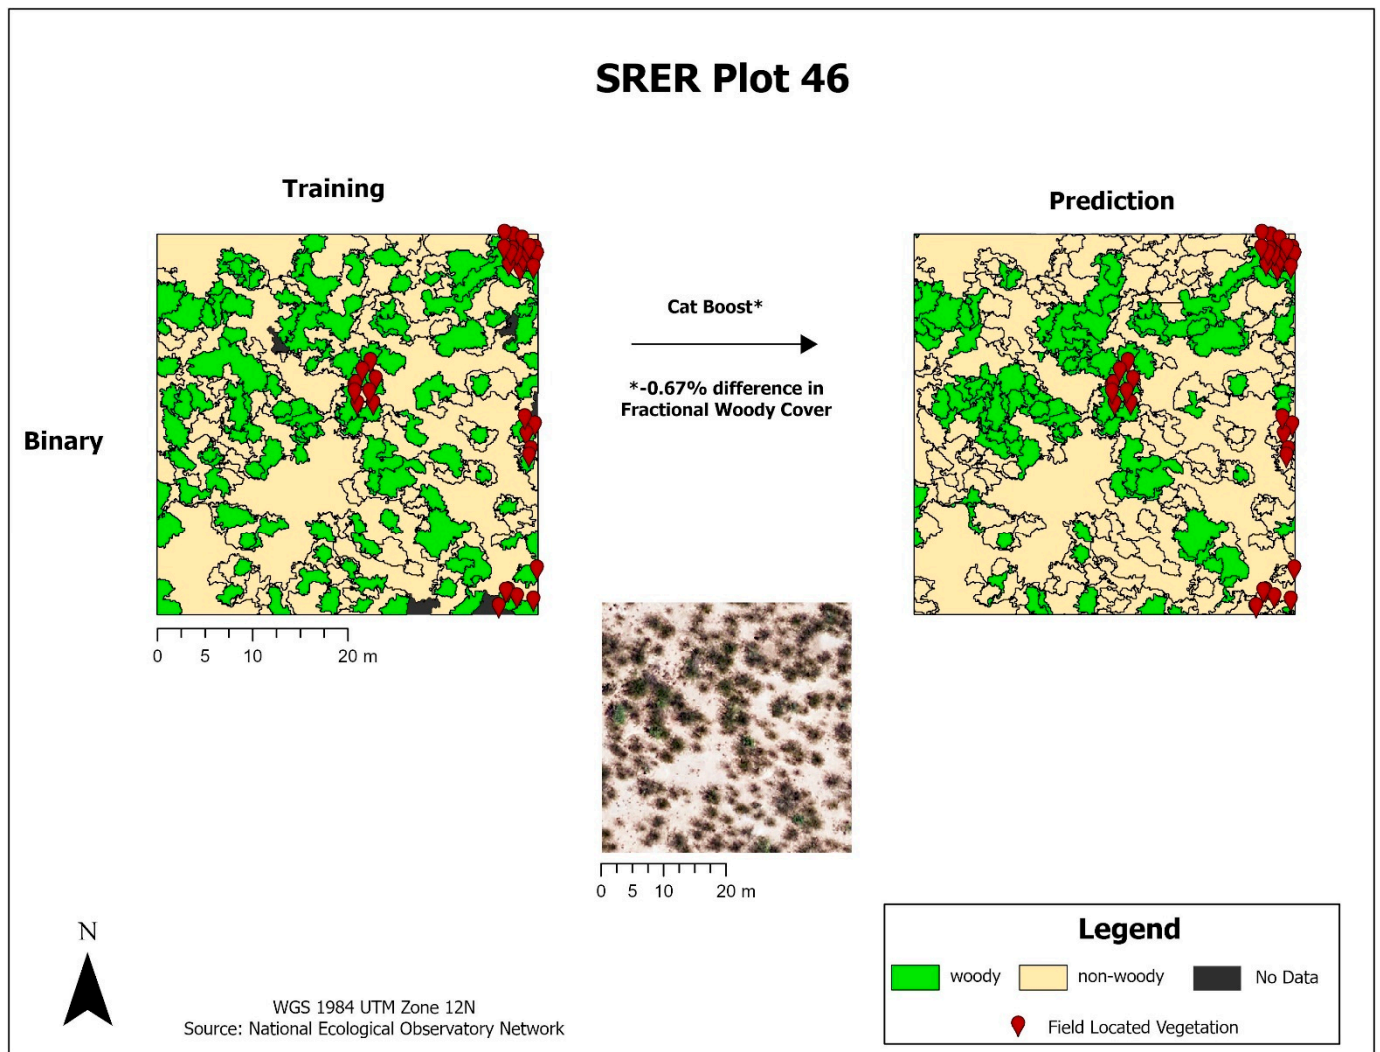 SRER Plot 46
Training
Prediction
Cat Boost*
*-0.67% difference in
Fractional Woody Cover
Binary
0 5 10 20 m
0 5 10 20 m
N
WGS 1984 UTM Zone 12N
Source: National Ecological Observatory Network
Legend
woody non-woody No Data
Field Located Vegetation